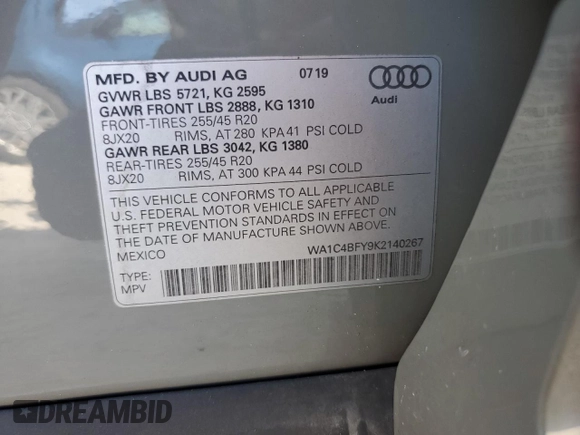 MFD. BY AUDI AG 07 19
GVWR LBS 5721, KG 2595
GAWR FRONT LBS 2888, KG 1310
FRONT-TIRES 255/45 R20
8JX20 RIMS, AT 280 KPA 41 PSI COLD
GAWR REAR LBS 3042, KG 1380
REAR-TIRES 255/45 R20
8JX20 RIMS, AT 300 KPA 44 PSI COLD
Audi
THIS VEHICLE CONFORMS TO ALL APPLICABLE
U.S. FEDERAL MOTOR VEHICLE SAFETY AND
THEFT PREVENTION STANDARDS IN EFFECT ON
THE DATE OF MANUFACTURE SHOWN ABOVE.
MEXICO WA1C4BFY9K2140267
TYPE:
MPV
DREAMBID